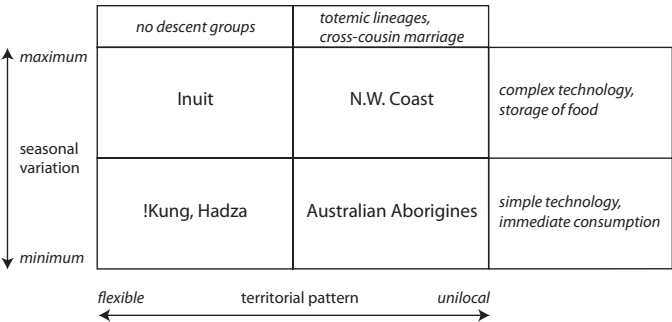 no descent groups
totemic lineages,
cross-cousin marriage
maximum
Inuit
N.W. Coast
complex technology,
storage of food
seasonal
variation
!Kung, Hadza
Australian Aborigines
simple technology,
immediate consumption
minimum
flexible
territorial pattern
unilocal